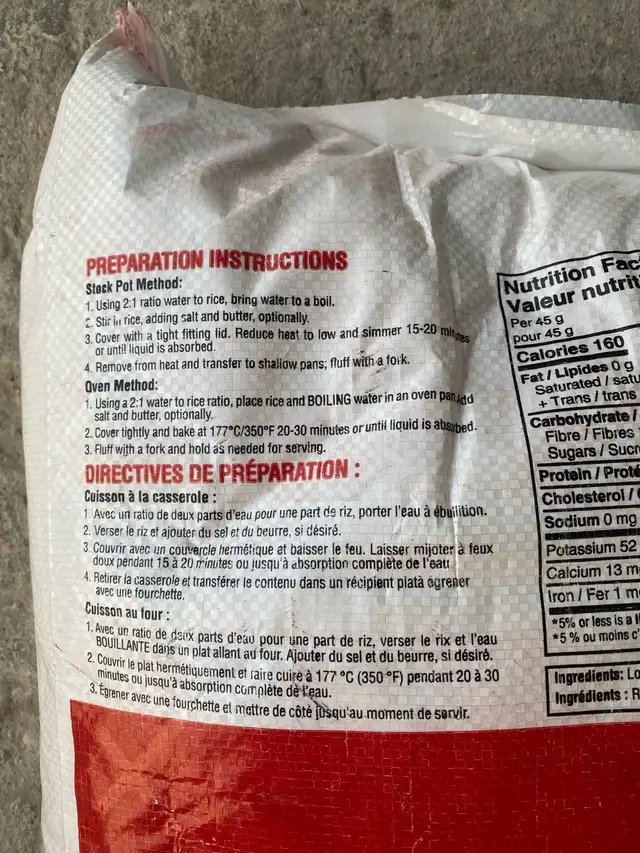 PREPARATION INSTRUCTIONS
Stock Pot Method:
1. Using 2:1 ratio water to rice, bring water to a boil.
2. Stir in rice, adding salt and butter, optionally.
3. Cover with a tight fitting lid. Reduce heat to low and simmer 15-20 minutes
or until liquid is absorbed.
4. Remove from heat and transfer to shallow pans; fluff with a fork.
Oven Method:
1. Using a 2:1 water to rice ratio, place rice and BOILING water in an oven pan. Add
salt and butter, optionally.
2. Cover tightly and bake at 177°C/350°F 20-30 minutes or until liquid is absorbed.
3. Fluff with a fork and hold as needed for serving.
DIRECTIVES DE PRÉPARATION :
Cuisson à la casserole :
1. Avec un ratio de deux parts d'eau pour une part de riz, porter l'eau à ébullition.
2. Verser le riz et ajouter du sel et du beurre, si désiré.
3. Couvrir avec un couvercle hermétique et baisser le feu. Laisser mijoter à feux
doux pendant 15 à 20 minutes ou jusqu'à absorption complète de l'eau
4. Retirer la casserole et transférer le contenu dans un récipient platà égrener
avec une fourchette.
Cuisson au four :
1. Avec un ratio de deux parts d'eau pour une part de riz, verser le rix et l'eau
BOUILLANTE dans un plat allant au four. Ajouter du sel et du beurre, si désiré.
2. Couvrir le plat hermétiquement et faire cuire à 177 °C (350 °F) pendant 20 à 30
minutes ou jusqu'à absorption complète de l'eau.
3. Égrener avec une fourchette et mettre de côté jusqu'au moment de servir.
Nutrition Fac
Valeur nutrit
Per 45 g
pour 45 g
Calories 160
Fat / Lipides 0 g
Saturated / satu
+ Trans / trans
Carbohydrate /
Fibre / Fibres
Sugars / Sucr
Protein / Proté
Cholesterol /
Sodium 0 mg
Potassium 52
Calcium 13 m
Iron / Fer 1 m
*5% or less is a
*5 % ou moins c'
Ingredients: Lo
Ingrédients : R